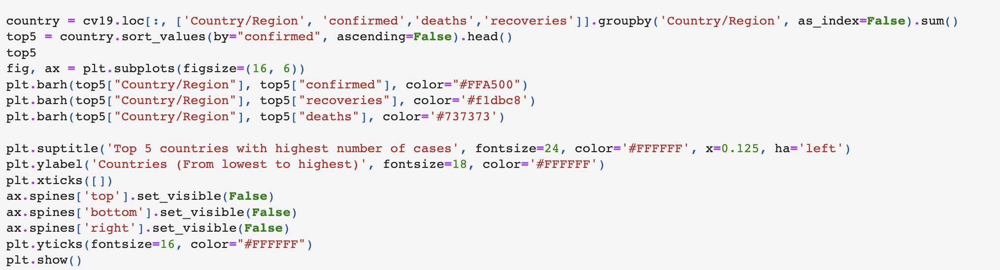 country = cv19.loc[:, ['Country/Region', 'confirmed','deaths','recoveries']].groupby('Country/Region', as_index=False).sum()
top5 = country.sort_values(by="confirmed", ascending=False).head()
top5
fig, ax = plt.subplots(figsize=(16, 6))
plt.barh(top5["Country/Region"], top5["confirmed"], color="#FFA500")
plt.barh(top5["Country/Region"], top5["recoveries"], color='#f1dbc8')
plt.barh(top5["Country/Region"], top5["deaths"], color='#737373')

plt.suptitle('Top 5 countries with highest number of cases', fontsize=24, color='#FFFFFF', x=0.125, ha='left')
plt.ylabel('Countries (From lowest to highest)', fontsize=18, color='#FFFFFF')
plt.xticks([])
ax.spines['top'].set_visible(False)
ax.spines['bottom'].set_visible(False)
ax.spines['right'].set_visible(False)
plt.yticks(fontsize=16, color="#FFFFFF")
plt.show()